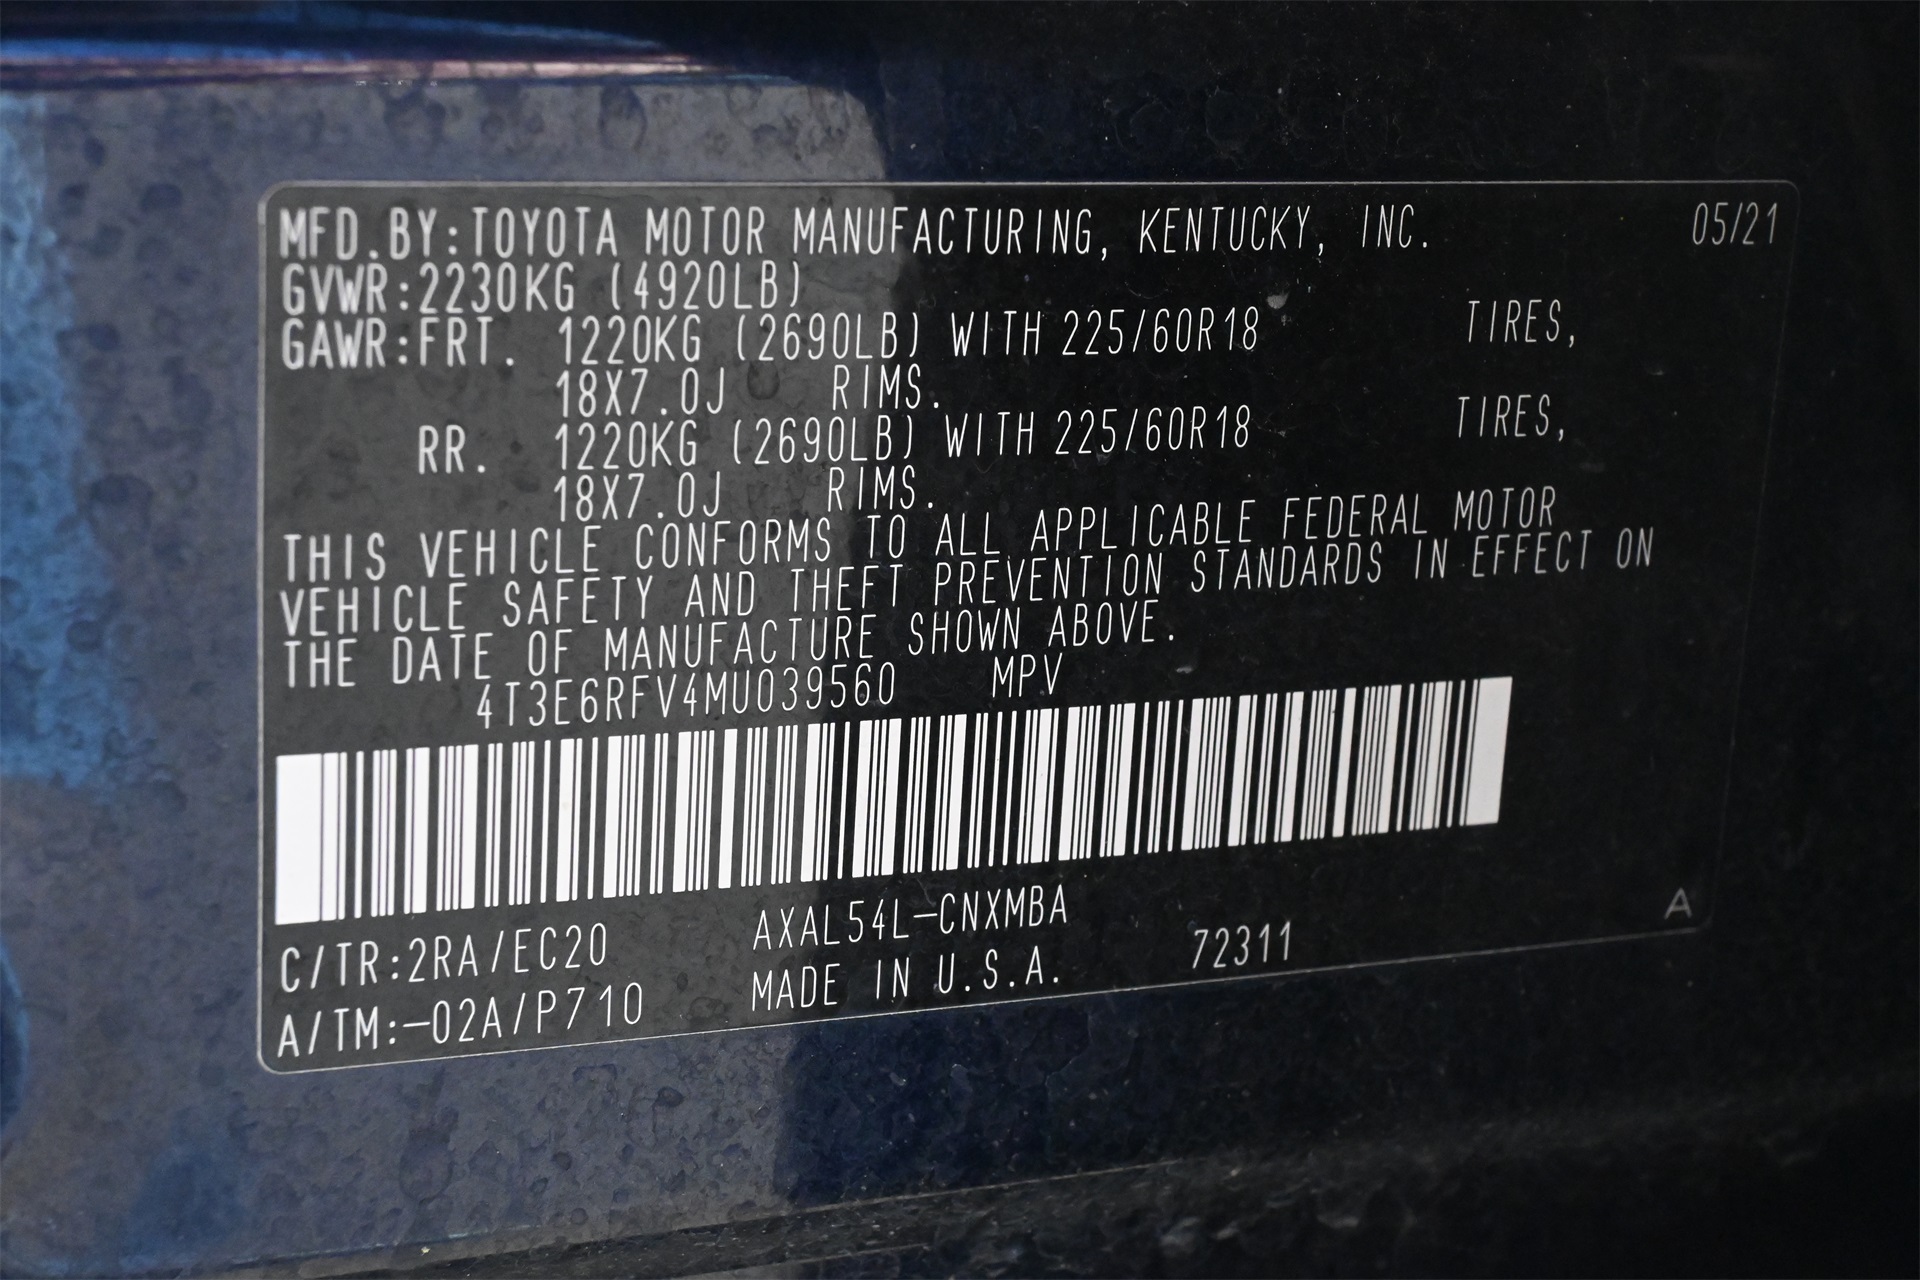 MFD.BY:TOYOTA MOTOR MANUFACTURING, KENTUCKY, INC. 05/21
GVWR:2230KG (4920LB)
GAWR:FRT. 1220KG (2690LB) WITH 225/60R18 TIRES,
18X7.0J RIMS.
RR. 1220KG (2690LB) WITH 225/60R18 TIRES,
18X7.0J RIMS.
THIS VEHICLE CONFORMS TO ALL APPLICABLE FEDERAL MOTOR
VEHICLE SAFETY AND THEFT PREVENTION STANDARDS IN EFFECT ON
THE DATE OF MANUFACTURE SHOWN ABOVE.
4T3E6RFV4MU039560 MPV
C/TR:2RA/EC20 AXAL54L-CNXMBA
A/TM:-02A/P710 MADE IN U.S.A. 72311
A